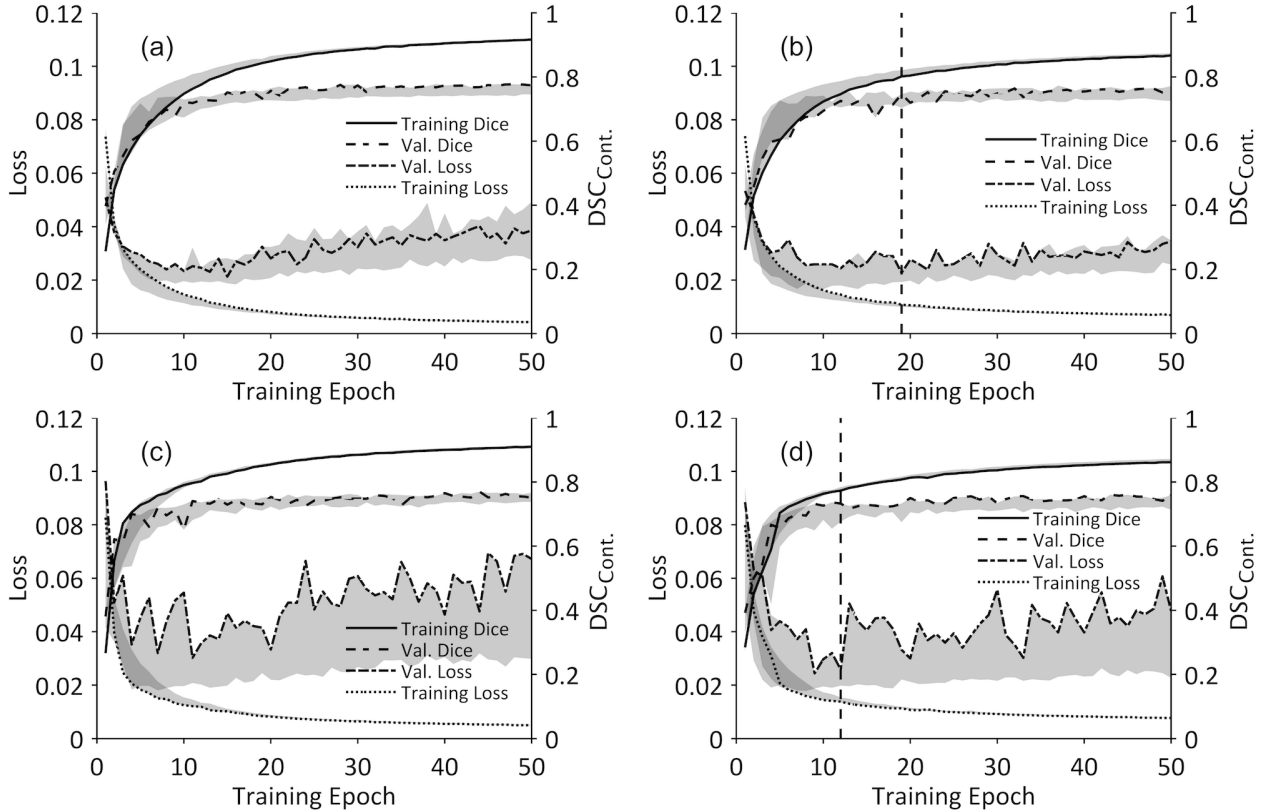 0.12
0.1
0.08
0.06
0.04
0.02
0
Loss
(a)
Training Dice
Val. Dice
Val. Loss
Training Loss
1
0.8
0.6
0.4
0.2
0
DSC_Cont.
0 10 20 30 40 50
Training Epoch
0.12
0.1
0.08
0.06
0.04
0.02
0
Loss
(b)
Training Dice
Val. Dice
Val. Loss
Training Loss
1
0.8
0.6
0.4
0.2
0
DSC_Cont.
0 10 20 30 40 50
Training Epoch
0.12
0.1
0.08
0.06
0.04
0.02
0
Loss
(c)
Training Dice
Val. Dice
Val. Loss
Training Loss
1
0.8
0.6
0.4
0.2
0
DSC_Cont.
0 10 20 30 40 50
Training Epoch
0.12
0.1
0.08
0.06
0.04
0.02
0
Loss
(d)
Training Dice
Val. Dice
Val. Loss
Training Loss
1
0.8
0.6
0.4
0.2
0
DSC_Cont.
0 10 20 30 40 50
Training Epoch